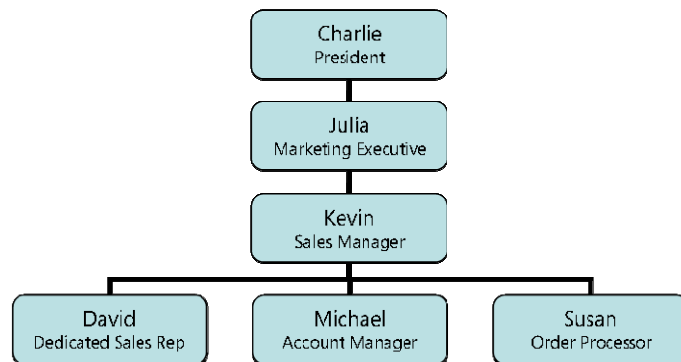 Charlie
President
Julia
Marketing Executive
Kevin
Sales Manager
David
Dedicated Sales Rep
Michael
Account Manager
Susan
Order Processor